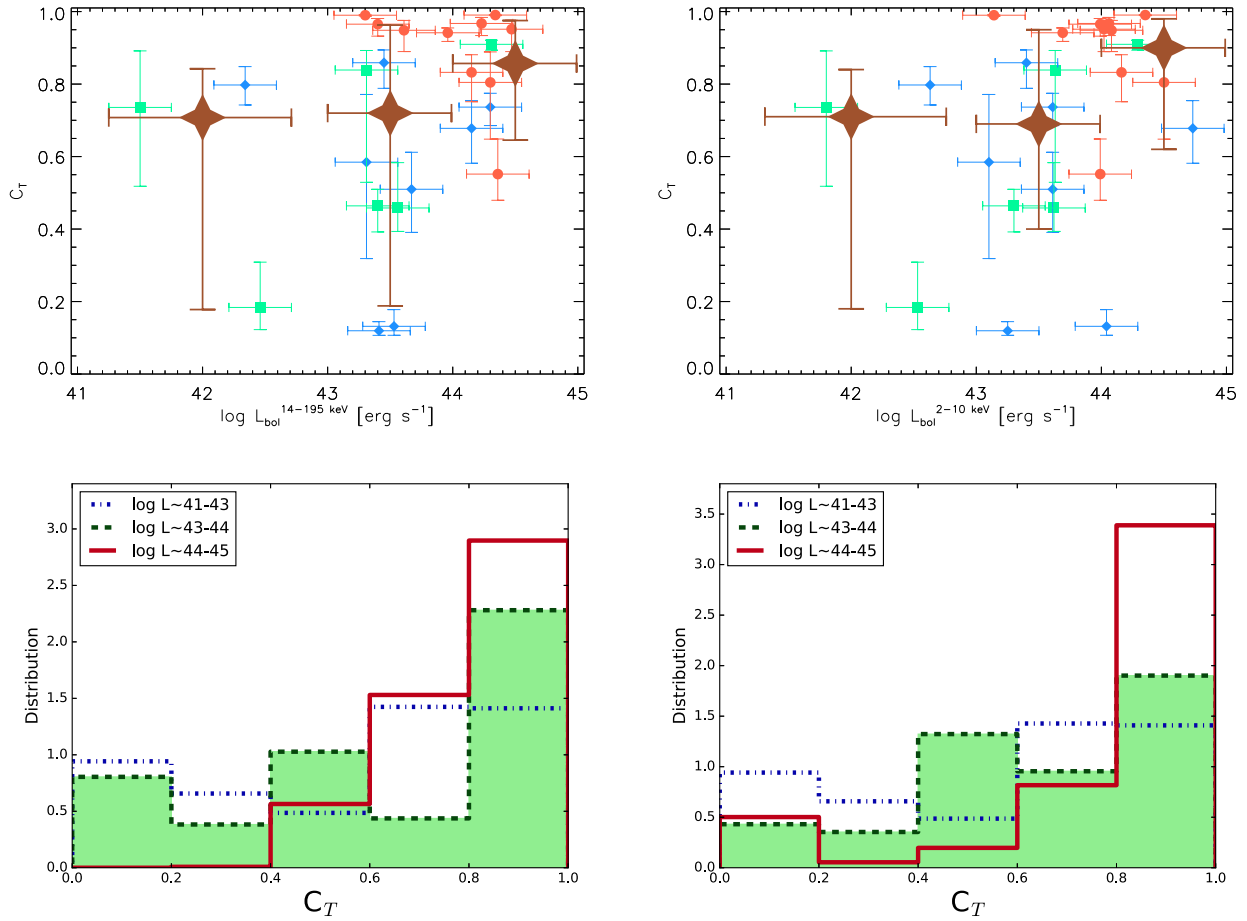 1.0
0.8
0.6
0.4
0.2
0.0
C_T
41 42 43 44 45
log L_bol^14−195 keV [erg s⁻¹]
1.0
0.8
0.6
0.4
0.2
0.0
C_T
41 42 43 44 45
log L_bol^2−10 keV [erg s⁻¹]
log L~41-43
log L~43-44
log L~44-45
3.0
2.5
2.0
1.5
1.0
0.5
0.0
Distribution
0.0 0.2 0.4 0.6 0.8 1.0
C_T
log L~41-43
log L~43-44
log L~44-45
3.5
3.0
2.5
2.0
1.5
1.0
0.5
0.0
Distribution
0.0 0.2 0.4 0.6 0.8 1.0
C_T